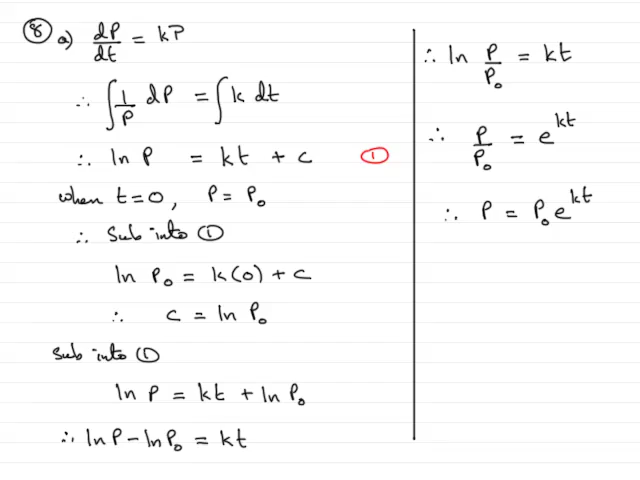 ⑧ a) dP/dt = kP
∴ ∫ 1/P dP = ∫ k dt
∴ ln P = kt + c ①
when t=0, P = P₀
∴ Sub into ①
ln P₀ = k(0) + c
∴ c = ln P₀
Sub into ①
ln P = kt + ln P₀
∴ ln P – ln P₀ = kt
∴ ln P/P₀ = kt
∴ P/P₀ = e^kt
∴ P = P₀ e^kt